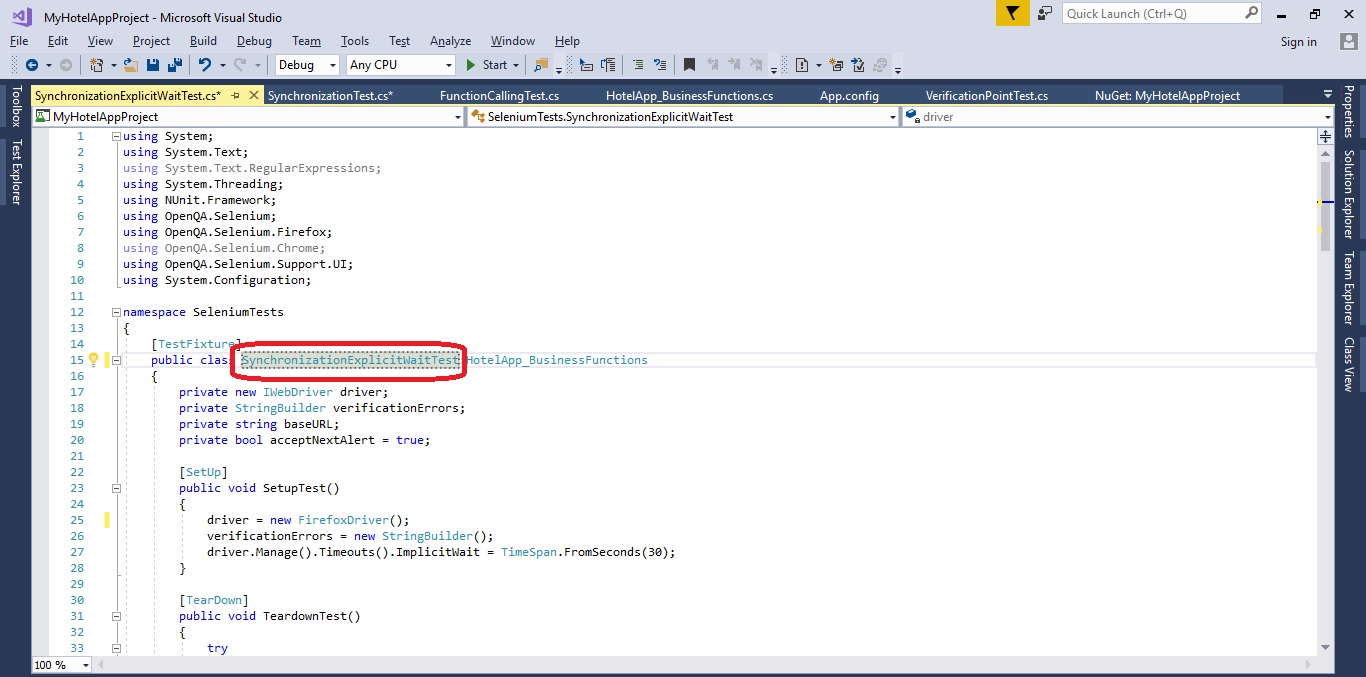 MyHotelAppProject - Microsoft Visual Studio
Quick Launch (Ctrl+Q)
File Edit View Project Build Debug Team Tools Test Analyze Window Help
Sign in
Debug Any CPU Start
SynchronizationExplicitWaitTest.cs* SynchronizationTest.cs* FunctionCallingTest.cs HotelApp_BusinessFunctions.cs App.config VerificationPointTest.cs NuGet: MyHotelAppProject
MyHotelAppProject SeleniumTests.SynchronizationExplicitWaitTest driver
Toolbox
Test Explorer
1 using System;
2 using System.Text;
3 using System.Text.RegularExpressions;
4 using System.Threading;
5 using NUnit.Framework;
6 using OpenQA.Selenium;
7 using OpenQA.Selenium.Firefox;
8 using OpenQA.Selenium.Chrome;
9 using OpenQA.Selenium.Support.UI;
10 using System.Configuration;
11
12 namespace SeleniumTests
13 {
14 [TestFixture]
15 public class SynchronizationExplicitWaitTest HotelApp_BusinessFunctions
16 {
17 private new IWebDriver driver;
18 private StringBuilder verificationErrors;
19 private string baseURL;
20 private bool acceptNextAlert = true;
21
22 [SetUp]
23 public void SetupTest()
24 {
25 driver = new FirefoxDriver();
26 verificationErrors = new StringBuilder();
27 driver.Manage().Timeouts().ImplicitWait = TimeSpan.FromSeconds(30);
28 }
29
30 [TearDown]
31 public void TeardownTest()
32 {
33 try
100 %
Properties
Solution Explorer
Team Explorer
Class View